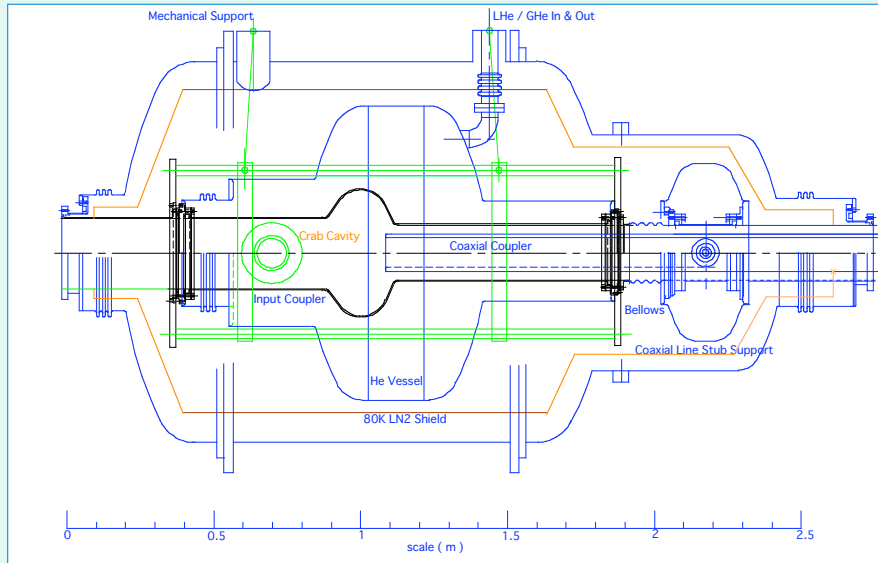 Mechanical Support
LHe / GHe In & Out
Crab Cavity
Coaxial Coupler
Input Coupler
Bellows
Coaxial Line Stub Support
He Vessel
80K LN2 Shield
0 0.5 1 1.5 2 2.5
scale ( m )